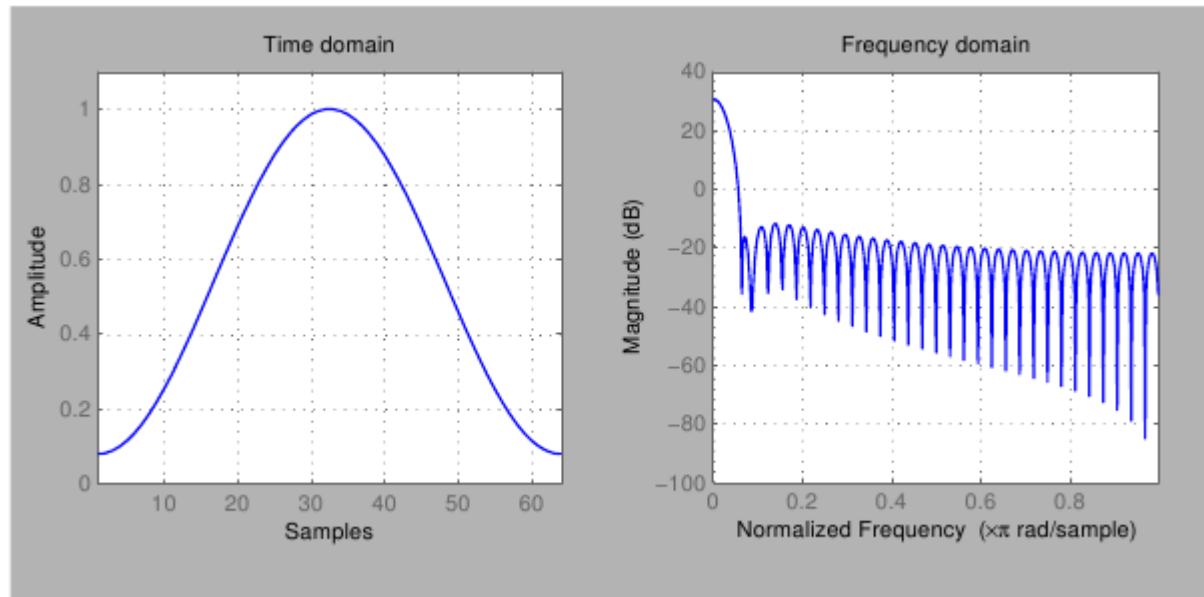 Time domain
Amplitude
1
0.8
0.6
0.4
0.2
0
10 20 30 40 50 60
Samples
Frequency domain
Magnitude (dB)
40
20
0
−20
−40
−60
−80
−100
0 0.2 0.4 0.6 0.8
Normalized Frequency (×π rad/sample)